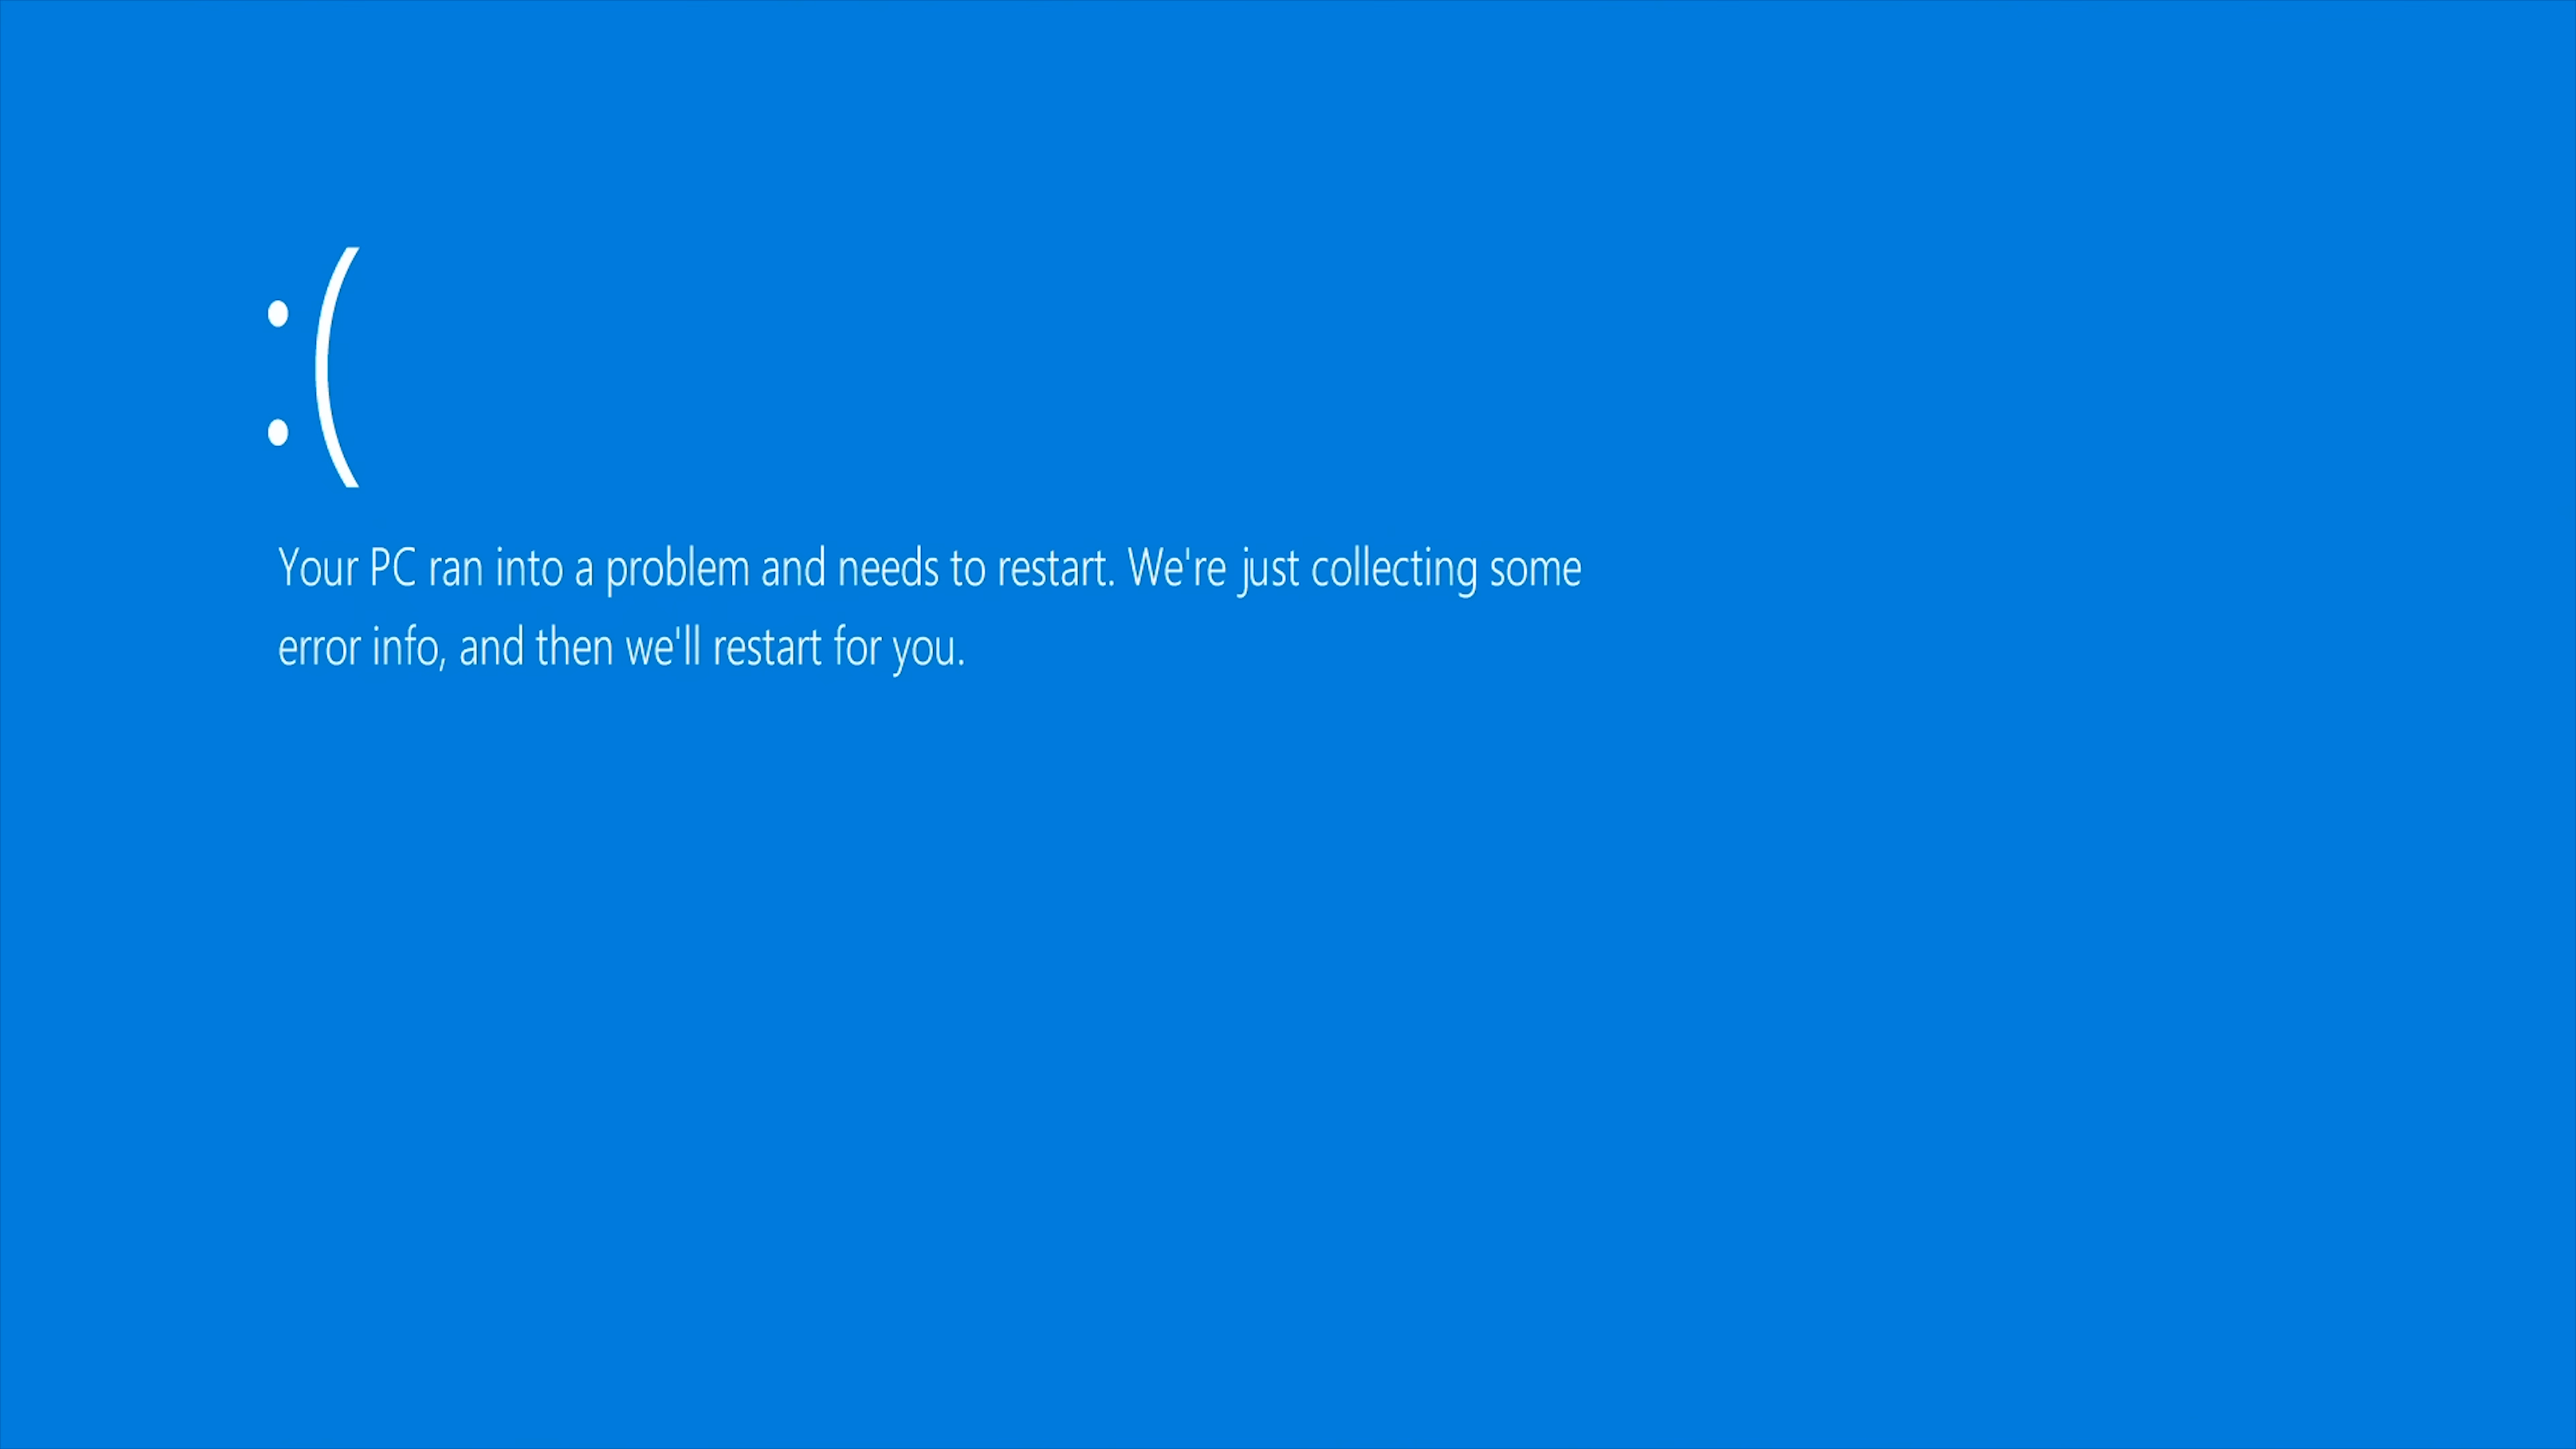 :(
Your PC ran into a problem and needs to restart. We're just collecting some
error info, and then we'll restart for you.